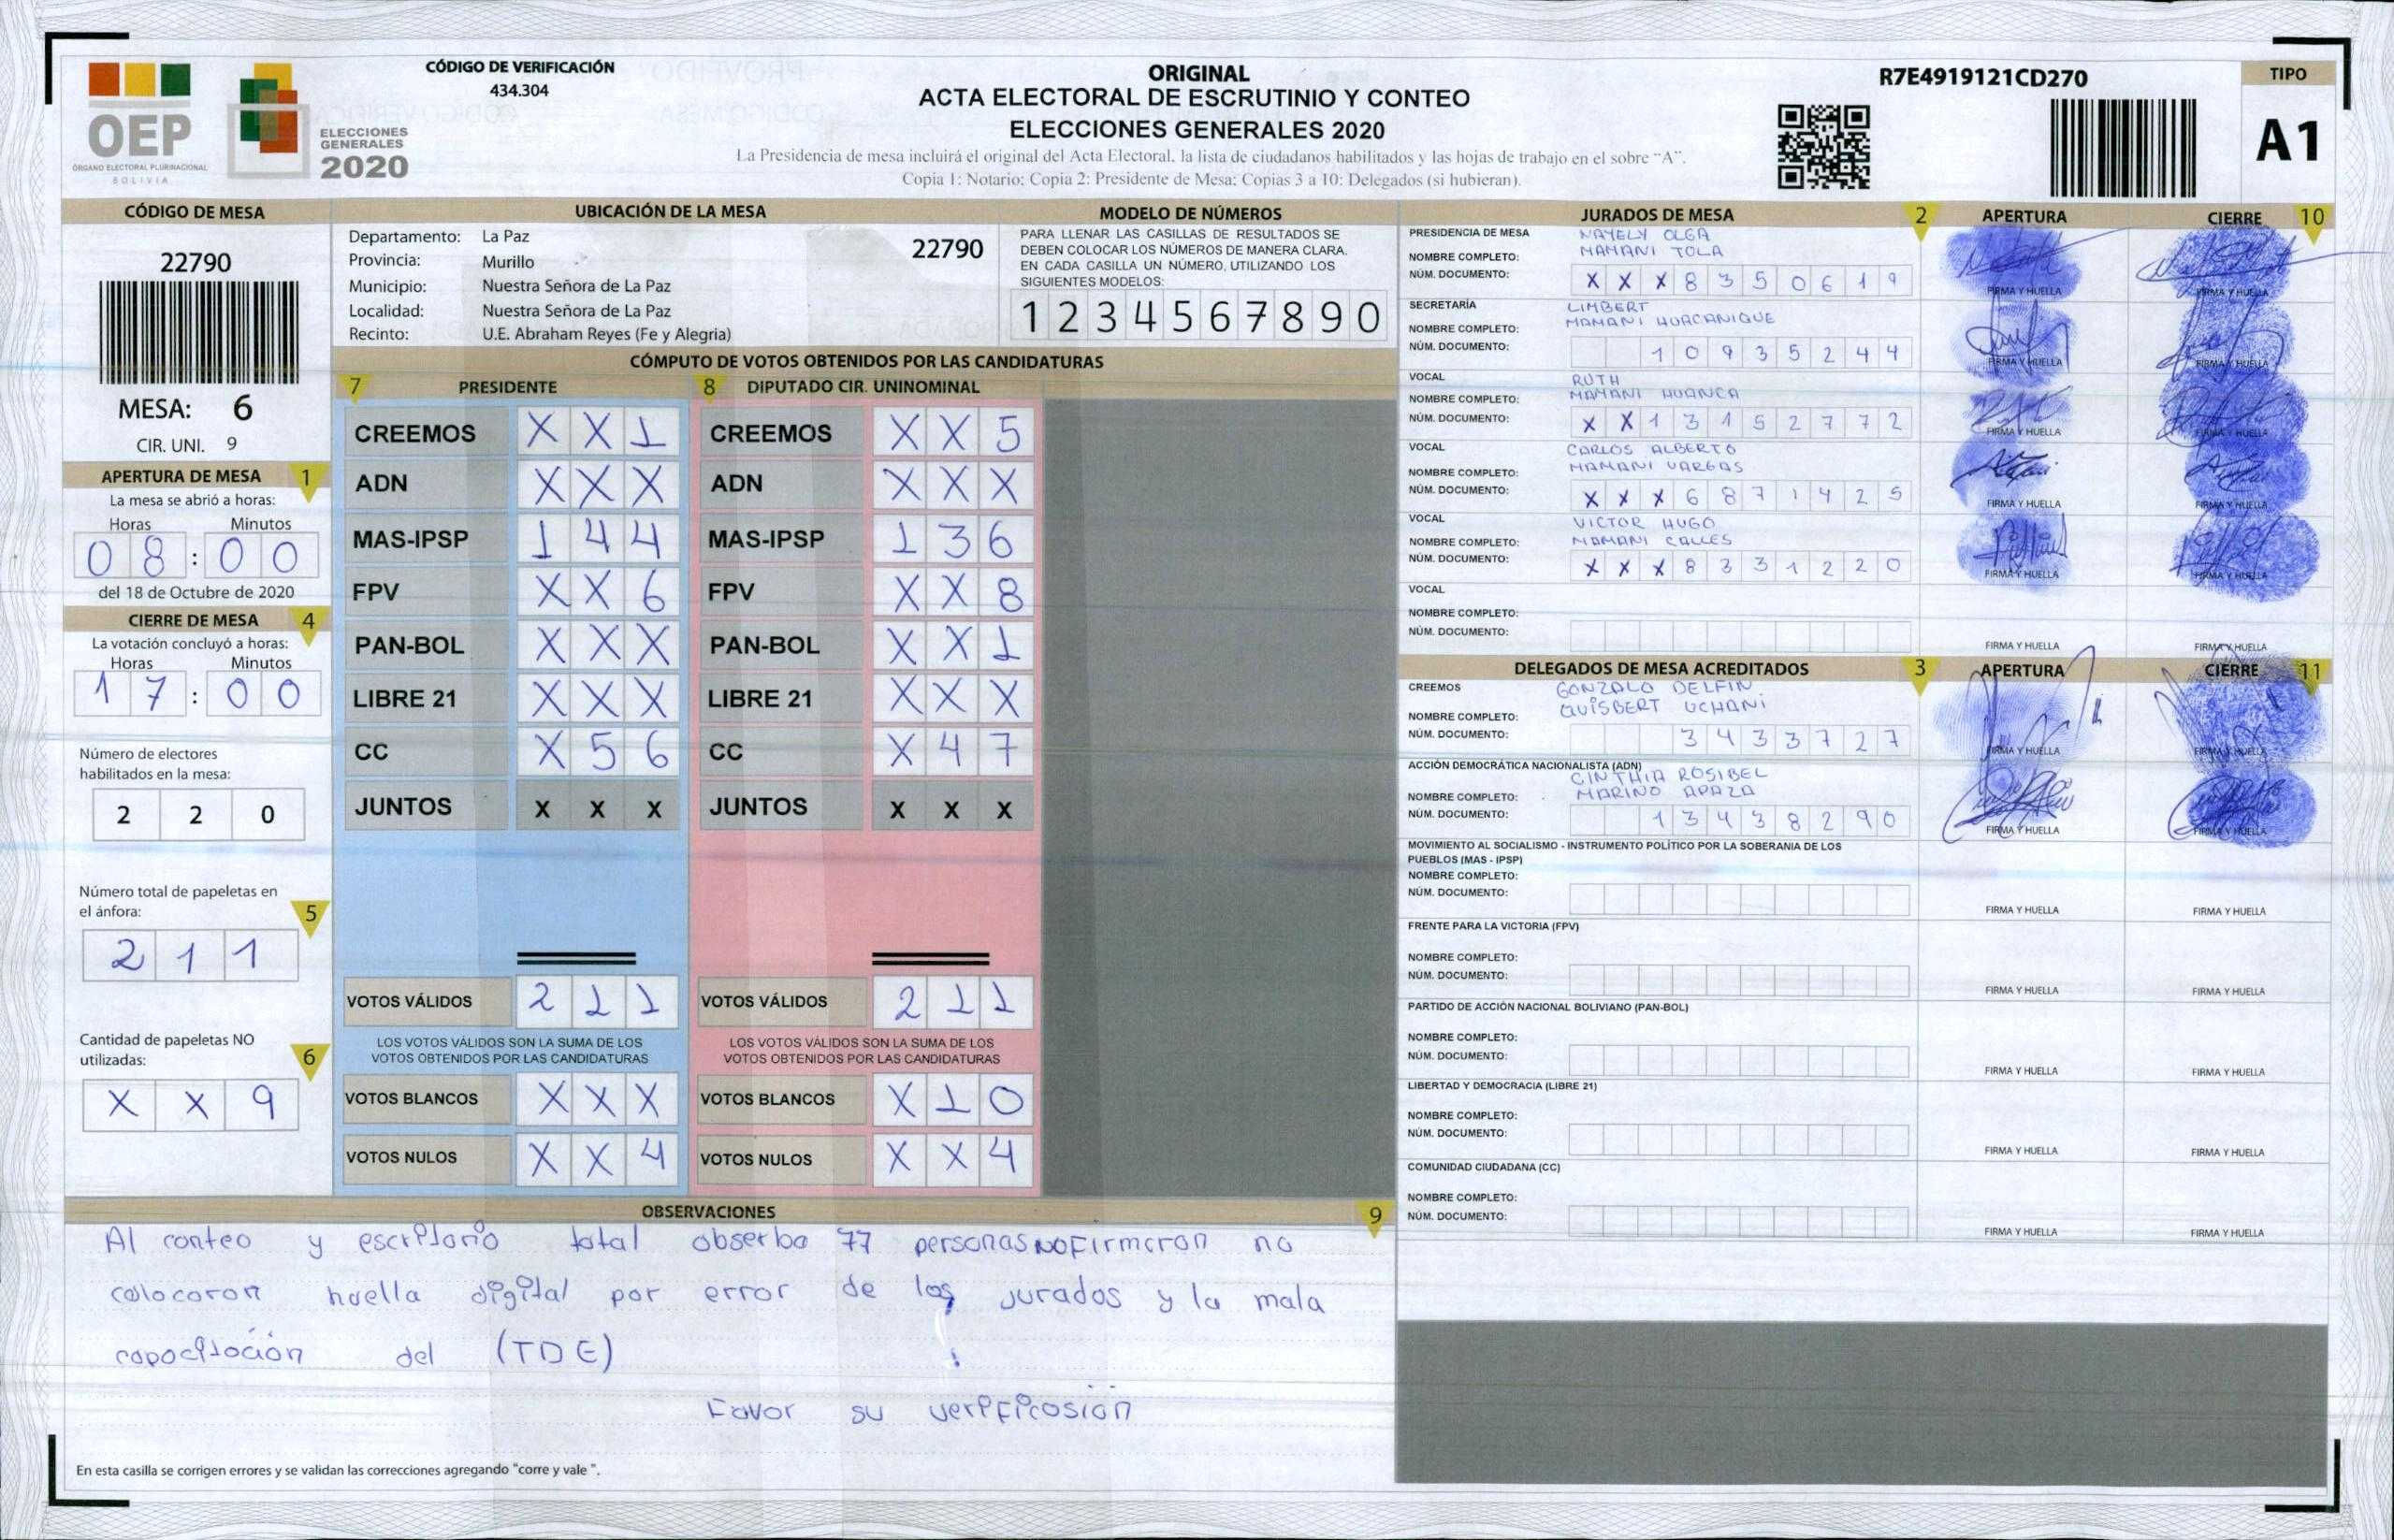 CÓDIGO DE VERIFICACIÓN
434.304
OEP
ÓRGANO ELECTORAL PLURINACIONAL
BOLIVIA
ELECCIONES
GENERALES
2020
ORIGINAL
ACTA ELECTORAL DE ESCRUTINIO Y CONTEO
ELECCIONES GENERALES 2020
La Presidencia de mesa incluirá el original del Acta Electoral, la lista de ciudadanos habilitados y las hojas de trabajo en el sobre "A".
Copia 1: Notario; Copia 2: Presidente de Mesa; Copias 3 a 10: Delegados (si hubieran).
R7E4919121CD270
TIPO
A1
CÓDIGO DE MESA
22790
MESA: 6
CIR. UNI. 9
APERTURA DE MESA 1
La mesa se abrió a horas:
Horas Minutos
0 8 : 0 0
del 18 de Octubre de 2020
CIERRE DE MESA 4
La votación concluyó a horas:
Horas Minutos
1 7 : 0 0
Número de electores
habilitados en la mesa:
2 2 0
Número total de papeletas en
el ánfora: 5
2 1 1
Cantidad de papeletas NO
utilizadas: 6
X X 9
UBICACIÓN DE LA MESA
Departamento: La Paz 22790
Provincia: Murillo
Municipio: Nuestra Señora de La Paz
Localidad: Nuestra Señora de La Paz
Recinto: U.E. Abraham Reyes (Fe y Alegria)
MODELO DE NÚMEROS
PARA LLENAR LAS CASILLAS DE RESULTADOS SE
DEBEN COLOCAR LOS NÚMEROS DE MANERA CLARA.
EN CADA CASILLA UN NÚMERO, UTILIZANDO LOS
SIGUIENTES MODELOS:
1 2 3 4 5 6 7 8 9 0
CÓMPUTO DE VOTOS OBTENIDOS POR LAS CANDIDATURAS
7 PRESIDENTE 8 DIPUTADO CIR. UNINOMINAL
CREEMOS X X 1 CREEMOS X X 5
ADN X X X ADN X X X
MAS-IPSP 1 4 4 MAS-IPSP 1 3 6
FPV X X 6 FPV X X 8
PAN-BOL X X X PAN-BOL X X 1
LIBRE 21 X X X LIBRE 21 X X X
CC X 5 6 CC X 4 7
JUNTOS X X X JUNTOS X X X
VOTOS VÁLIDOS 2 1 1 VOTOS VÁLIDOS 2 1 1
LOS VOTOS VÁLIDOS SON LA SUMA DE LOS LOS VOTOS VÁLIDOS SON LA SUMA DE LOS
VOTOS OBTENIDOS POR LAS CANDIDATURAS VOTOS OBTENIDOS POR LAS CANDIDATURAS
VOTOS BLANCOS X X X VOTOS BLANCOS X 1 0
VOTOS NULOS X X 4 VOTOS NULOS X X 4
OBSERVACIONES 9
Al conteo y total obserba 77 personas NO Firmaron no
colocoron huella digital por error de los jurados y la mala
del (TDE)
Favor su
En esta casilla se corrigen errores y se validan las correcciones agregando "corre y vale ".
JURADOS DE MESA 2 APERTURA CIERRE 10
PRESIDENCIA DE MESA NAYELY OLGA
NOMBRE COMPLETO: MAMANI TOLA
NÚM. DOCUMENTO: X X X 8 3 5 0 6 1 9 FIRMA Y HUELLA FIRMA Y HUELLA
SECRETARÍA LIMBERT
NOMBRE COMPLETO: MAMANI HUACANIQUE
NÚM. DOCUMENTO: 1 0 9 3 5 2 4 4 FIRMA Y HUELLA FIRMA Y HUELLA
VOCAL RUTH
NOMBRE COMPLETO: MAMANI HUANCA
NÚM. DOCUMENTO: X X 1 3 1 5 2 7 7 2 FIRMA Y HUELLA FIRMA Y HUELLA
VOCAL CARLOS ALBERTO
NOMBRE COMPLETO: MAMANI VARGAS
NÚM. DOCUMENTO: X X X 6 8 7 1 4 2 5 FIRMA Y HUELLA FIRMA Y HUELLA
VOCAL VICTOR HUGO
NOMBRE COMPLETO: MAMANI CALLES
NÚM. DOCUMENTO: X X X 8 3 3 1 2 2 0 FIRMA Y HUELLA FIRMA Y HUELLA
VOCAL
NOMBRE COMPLETO:
NÚM. DOCUMENTO: FIRMA Y HUELLA FIRMA Y HUELLA
DELEGADOS DE MESA ACREDITADOS 3 APERTURA CIERRE 11
CREEMOS GONZALO DELFIN
NOMBRE COMPLETO: QUISBERT UCHANI
NÚM. DOCUMENTO: 3 4 3 3 7 2 7 FIRMA Y HUELLA FIRMA Y HUELLA
ACCIÓN DEMOCRÁTICA NACIONALISTA (ADN) CINTHIA ROSIBEL
NOMBRE COMPLETO: MARINO APAZA
NÚM. DOCUMENTO: 1 3 4 3 8 2 9 0 FIRMA Y HUELLA FIRMA Y HUELLA
MOVIMIENTO AL SOCIALISMO - INSTRUMENTO POLÍTICO POR LA SOBERANIA DE LOS
PUEBLOS (MAS - IPSP)
NOMBRE COMPLETO:
NÚM. DOCUMENTO: FIRMA Y HUELLA FIRMA Y HUELLA
FRENTE PARA LA VICTORIA (FPV)
NOMBRE COMPLETO:
NÚM. DOCUMENTO: FIRMA Y HUELLA FIRMA Y HUELLA
PARTIDO DE ACCIÓN NACIONAL BOLIVIANO (PAN-BOL)
NOMBRE COMPLETO:
NÚM. DOCUMENTO: FIRMA Y HUELLA FIRMA Y HUELLA
LIBERTAD Y DEMOCRACIA (LIBRE 21)
NOMBRE COMPLETO:
NÚM. DOCUMENTO: FIRMA Y HUELLA FIRMA Y HUELLA
COMUNIDAD CIUDADANA (CC)
NOMBRE COMPLETO:
NÚM. DOCUMENTO: FIRMA Y HUELLA FIRMA Y HUELLA